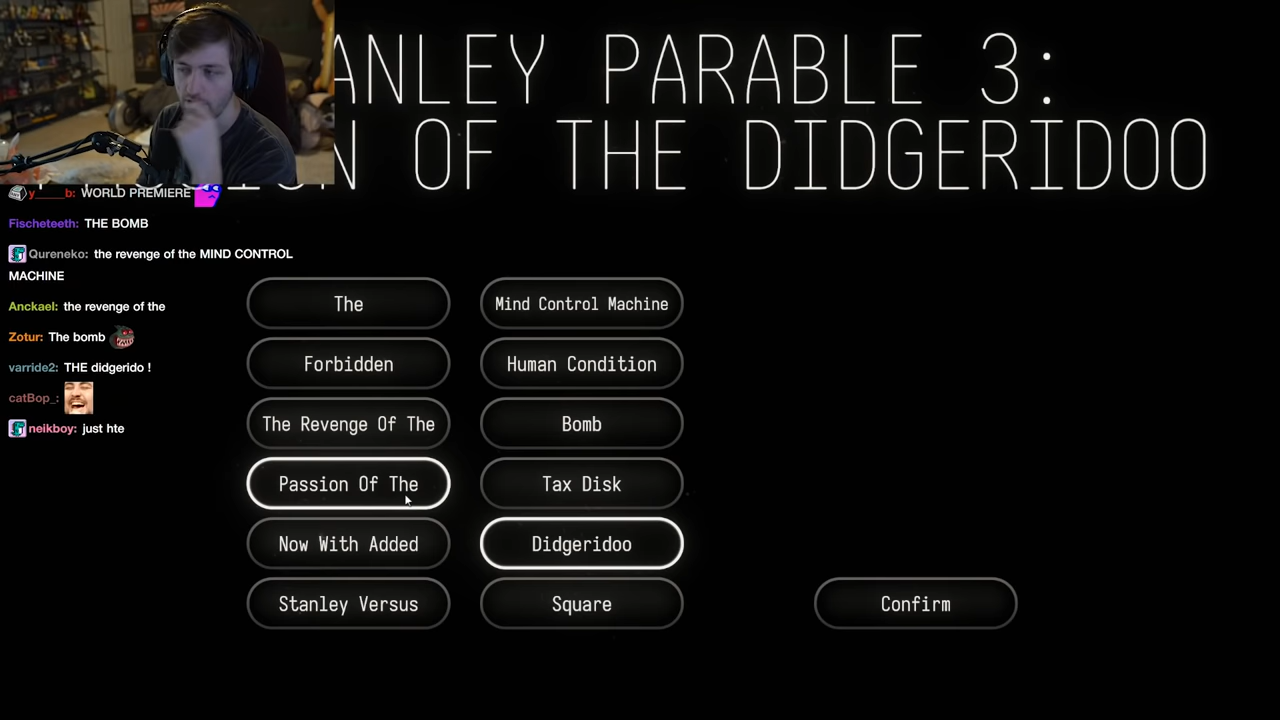 ANLEY PARABLE 3:
N OF THE DIDGERIDOO
y_____b: WORLD PREMIERE
Fischeteeth: THE BOMB
Qureneko: the revenge of the MIND CONTROL
MACHINE
Anckael: the revenge of the
Zotur: The bomb
varride2: THE didgerido !
catBop_:
neikboy: just hte
The
Mind Control Machine
Forbidden
Human Condition
The Revenge Of The
Bomb
Passion Of The
Tax Disk
Now With Added
Didgeridoo
Stanley Versus
Square
Confirm